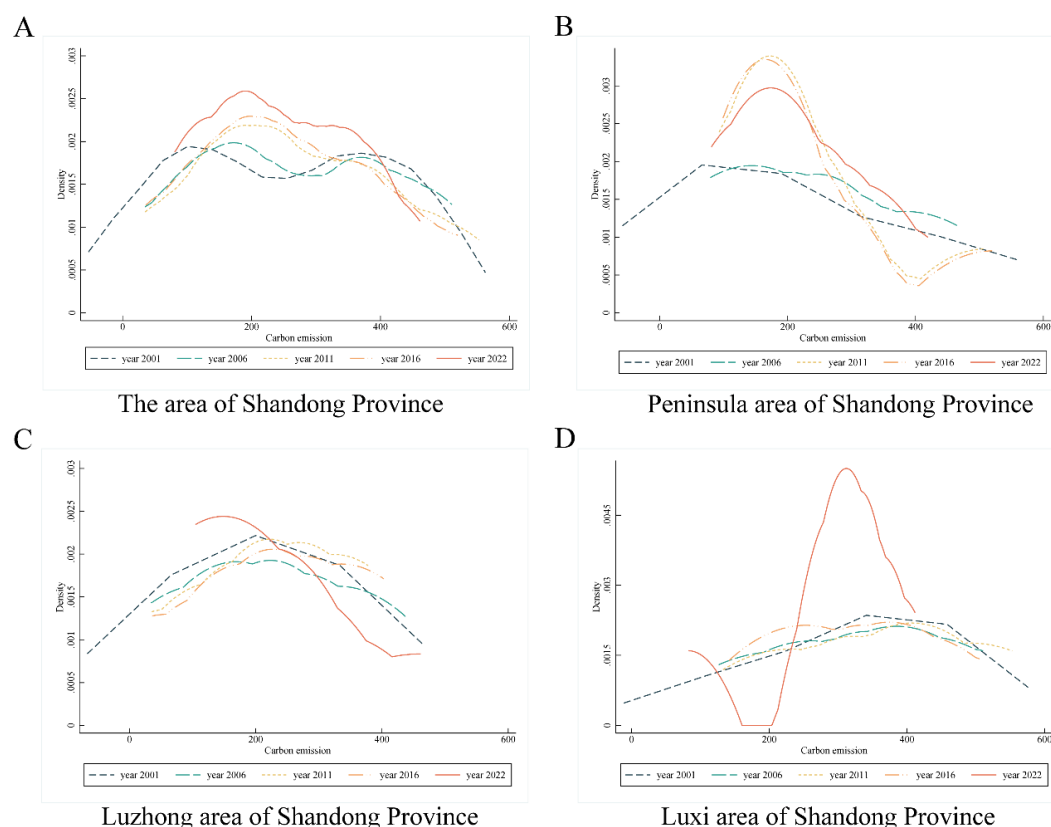 A
.003
.0025
.002
.0015
.001
.0005
0
Density
0 200 400 600
Carbon emission
year 2001 year 2006 year 2011 year 2016 year 2022
The area of Shandong Province
B
.003
.0025
.002
.0015
.001
.0005
0
Density
0 200 400 600
Carbon emission
year 2001 year 2006 year 2011 year 2016 year 2022
Peninsula area of Shandong Province
C
.003
.0025
.002
.0015
.001
.0005
0
Density
0 200 400 600
Carbon emission
year 2001 year 2006 year 2011 year 2016 year 2022
Luzhong area of Shandong Province
D
.0045
.003
.0015
0
Density
0 200 400 600
Carbon emission
year 2001 year 2006 year 2011 year 2016 year 2022
Luxi area of Shandong Province